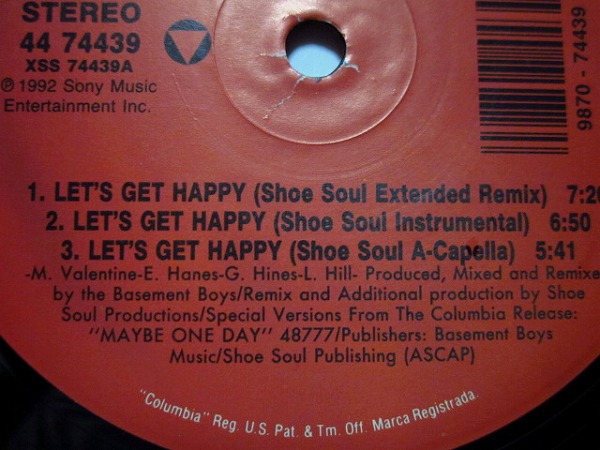 STEREO
44 74439
XSS 74439A
℗ 1992 Sony Music
Entertainment Inc.
9870 - 74439
1. LET'S GET HAPPY (Shoe Soul Extended Remix) 7:20
2. LET'S GET HAPPY (Shoe Soul Instrumental) 6:50
3. LET'S GET HAPPY (Shoe Soul A-Capella) 5:41
-M. Valentine-E. Hanes-G. Hines-L. Hill- Produced, Mixed and Remixe
by the Basement Boys/Remix and Additional production by Shoe
Soul Productions/Special Versions From The Columbia Release:
"MAYBE ONE DAY" 48777/Publishers: Basement Boys
Music/Shoe Soul Publishing (ASCAP)
"Columbia" Reg. U.S. Pat. & Tm. Off. Marca Registrada.